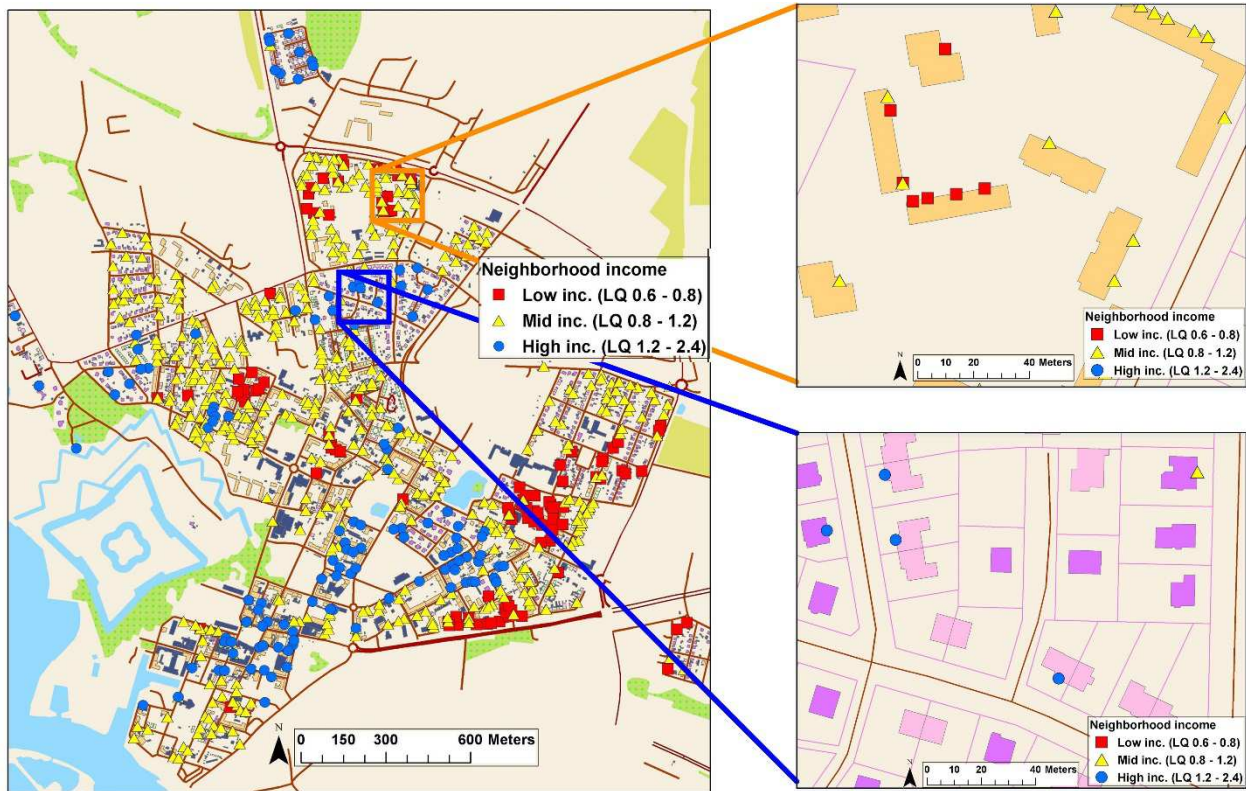 Neighborhood income
Low inc. (LQ 0.6 - 0.8)
Mid inc. (LQ 0.8 - 1.2)
High inc. (LQ 1.2 - 2.4)
N
0 150 300 600 Meters
Neighborhood income
Low inc. (LQ 0.6 - 0.8)
Mid inc. (LQ 0.8 - 1.2)
High inc. (LQ 1.2 - 2.4)
N
0 10 20 40 Meters
Neighborhood income
Low inc. (LQ 0.6 - 0.8)
Mid inc. (LQ 0.8 - 1.2)
High inc. (LQ 1.2 - 2.4)
N
0 10 20 40 Meters